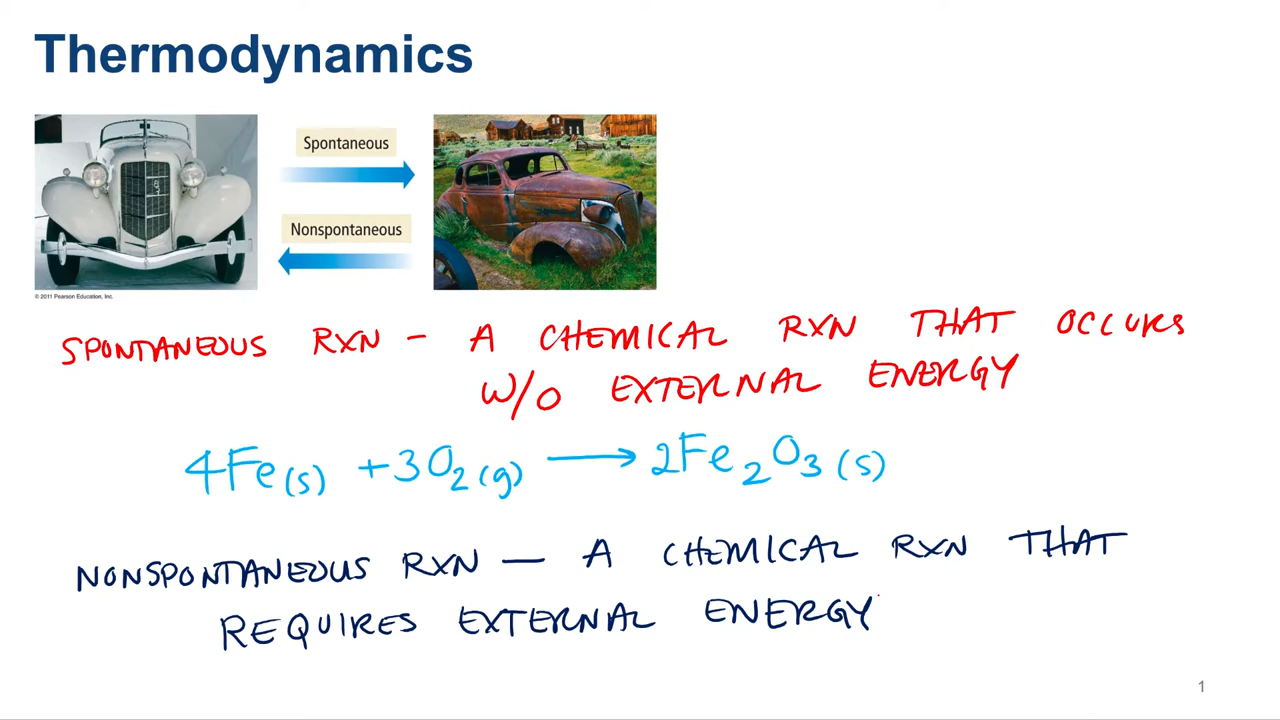 Thermodynamics
Spontaneous
Nonspontaneous
© 2011 Pearson Education, Inc.
SPONTANEOUS RXN – A CHEMICAL RXN THAT OCCURS
W/O EXTERNAL ENERGY
4Fe(s) + 3O₂(g) ⟶ 2Fe₂O₃(s)
NONSPONTANEOUS RXN — A CHEMICAL RXN THAT
REQUIRES EXTERNAL ENERGY
1